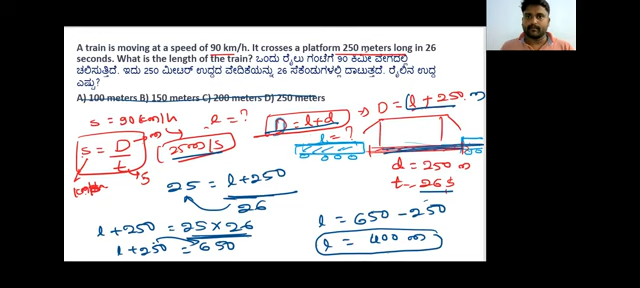 A train is moving at a speed of 90 km/h. It crosses a platform 250 meters long in 26
seconds. What is the length of the train? ಒಂದು ರೈಲು ಗಂಟೆಗೆ 90 ಕಿಮೀ ವೇಗದಲ್ಲಿ
ಚಲಿಸುತ್ತಿದೆ. ಇದು 250 ಮೀಟರ್ ಉದ್ದದ ವೇದಿಕೆಯನ್ನು 26 ಸೆಕೆಂಡುಗಳಲ್ಲಿ ದಾಟುತ್ತದೆ. ರೈಲಿನ ಉದ್ದ
ಎಷ್ಟು?
A) 100 meters B) 150 meters C) 200 meters D) 250 meters
s = 90km/h l = ? D = l+d => D = l + 250 m
s = D/t m s km/h
25 m/s
l = ?
d = 250 m
t = 26 s
25 = l + 250 / 26
l + 250 = 25 × 26
l + 250 = 650
l = 650 - 250
l = 400 m